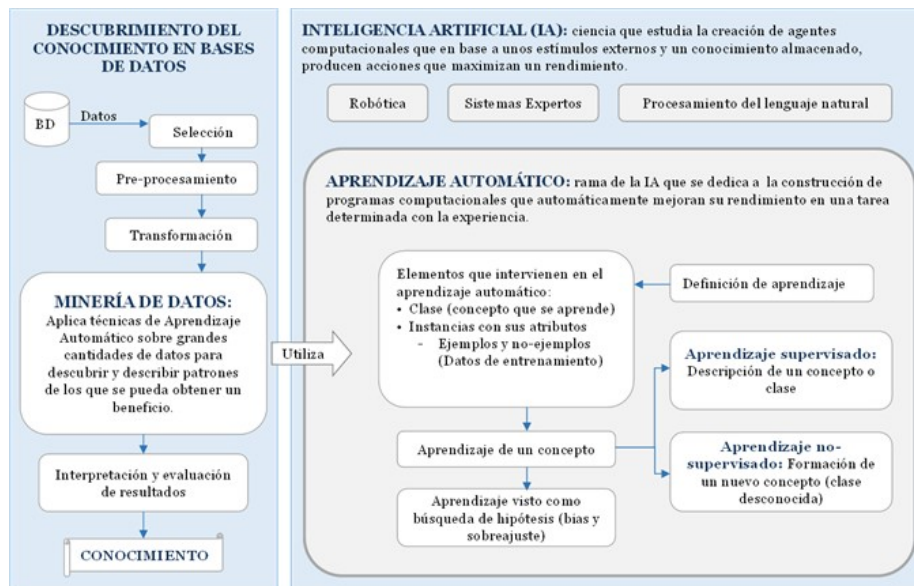 DESCUBRIMIENTO DEL
CONOCIMIENTO EN BASES
DE DATOS
BD
Datos
Selección
Pre-procesamiento
Transformación
MINERÍA DE DATOS:
Aplica técnicas de Aprendizaje
Automático sobre grandes
cantidades de datos para
descubrir y describir patrones
de los que se pueda obtener un
beneficio.
Interpretación y evaluación
de resultados
CONOCIMIENTO
Utiliza
INTELIGENCIA ARTIFICIAL (IA): ciencia que estudia la creación de agentes
computacionales que en base a unos estímulos externos y un conocimiento almacenado,
producen acciones que maximizan un rendimiento.
Robótica
Sistemas Expertos
Procesamiento del lenguaje natural
APRENDIZAJE AUTOMÁTICO: rama de la IA que se dedica a la construcción de
programas computacionales que automáticamente mejoran su rendimiento en una tarea
determinada con la experiencia.
Elementos que intervienen en el
aprendizaje automático:
• Clase (concepto que se aprende)
• Instancias con sus atributos
- Ejemplos y no-ejemplos
(Datos de entrenamiento)
Definición de aprendizaje
Aprendizaje supervisado:
Descripción de un concepto o
clase
Aprendizaje de un concepto
Aprendizaje no-
supervisado: Formación de
un nuevo concepto (clase
desconocida)
Aprendizaje visto como
búsqueda de hipótesis (bias y
sobreajuste)